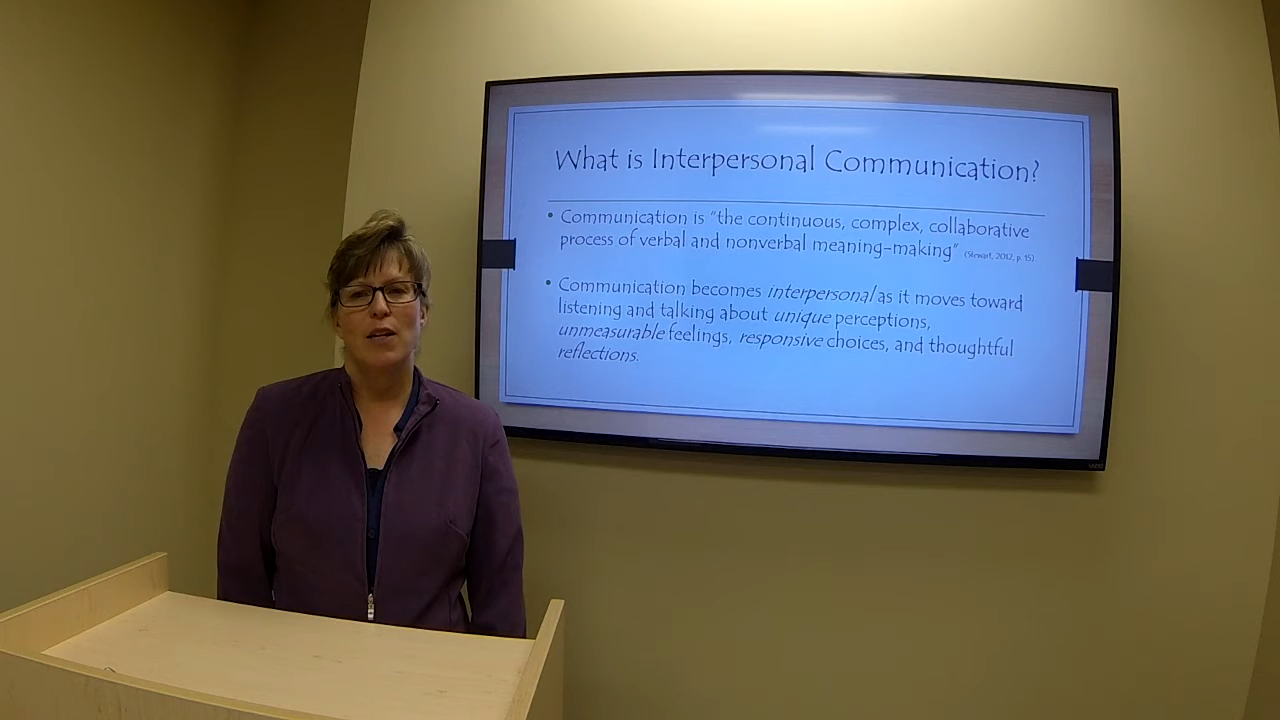 What is Interpersonal Communication?
• Communication is "the continuous, complex, collaborative
process of verbal and nonverbal meaning-making" (Stewart, 2012, p. 15).
• Communication becomes interpersonal as it moves toward
listening and talking about unique perceptions,
unmeasurable feelings, responsive choices, and thoughtful
reflections.
VIZIO